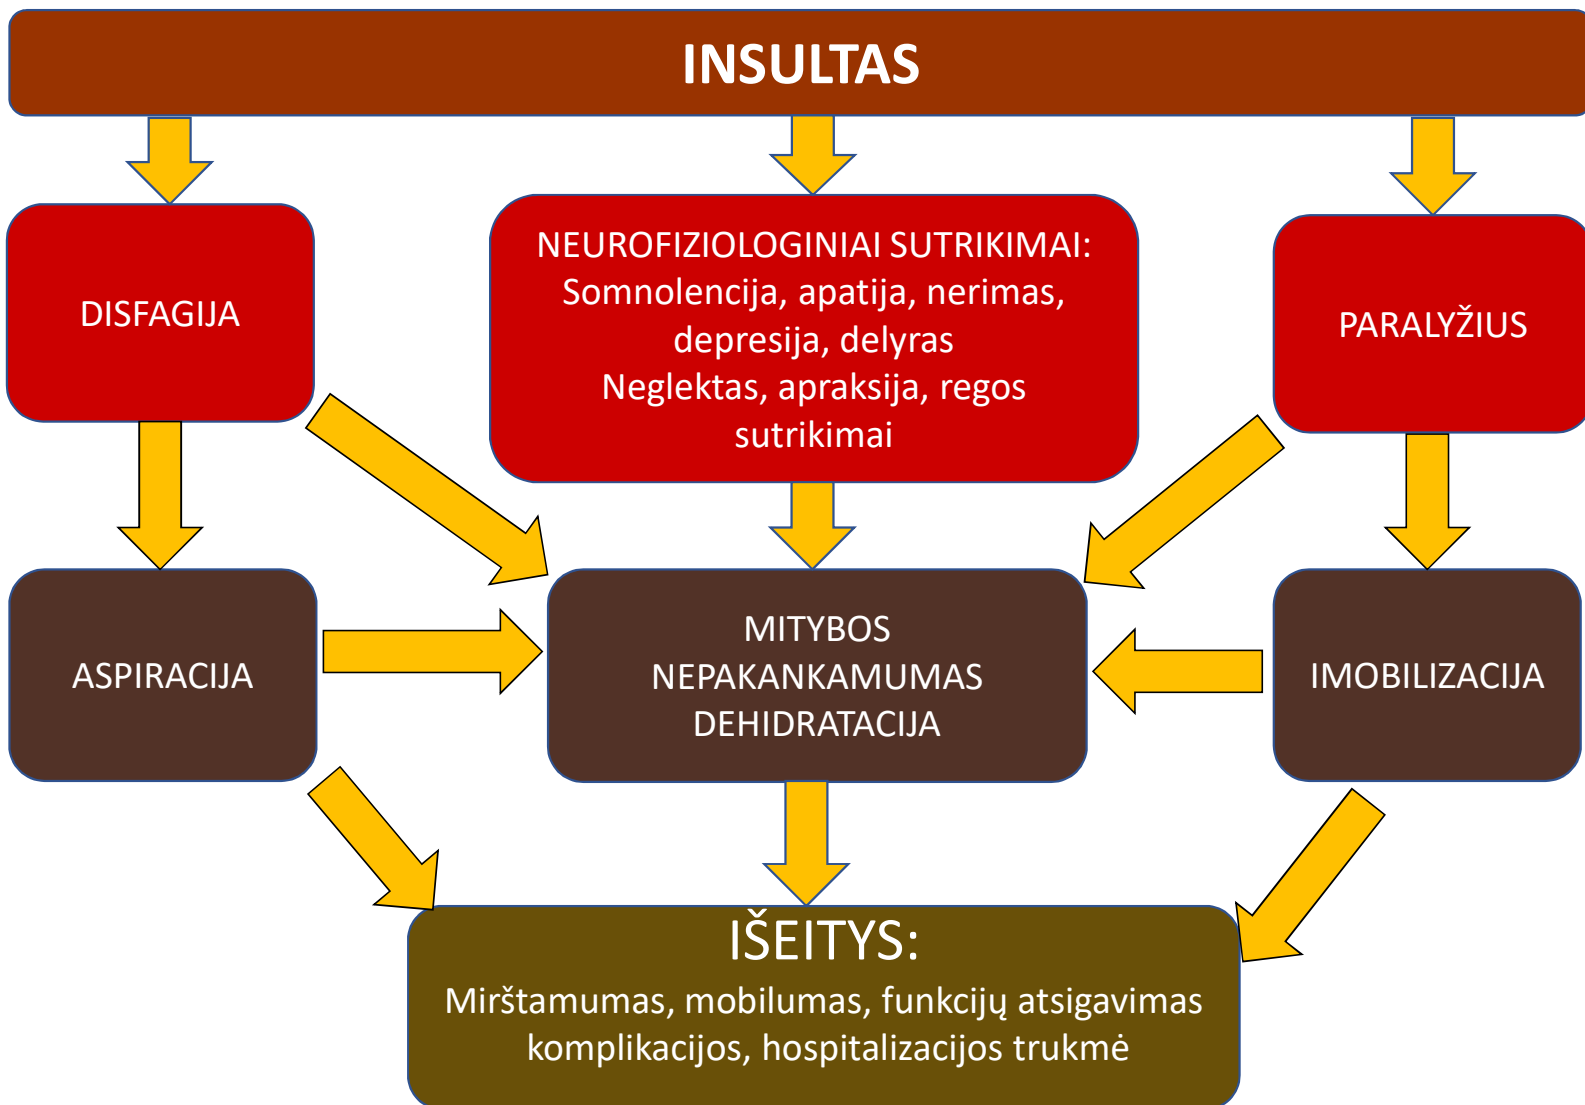 INSULTAS
DISFAGIJA
NEUROFIZIOLOGINIAI SUTRIKIMAI:
Somnolencija, apatija, nerimas,
depresija, delyras
Neglektas, apraksija, regos
sutrikimai
PARALYŽIUS
ASPIRACIJA
MITYBOS
NEPAKANKAMUMAS
DEHIDRATACIJA
IMOBILIZACIJA
IŠEITYS:
Mirštamumas, mobilumas, funkcijų atsigavimas
komplikacijos, hospitalizacijos trukmė